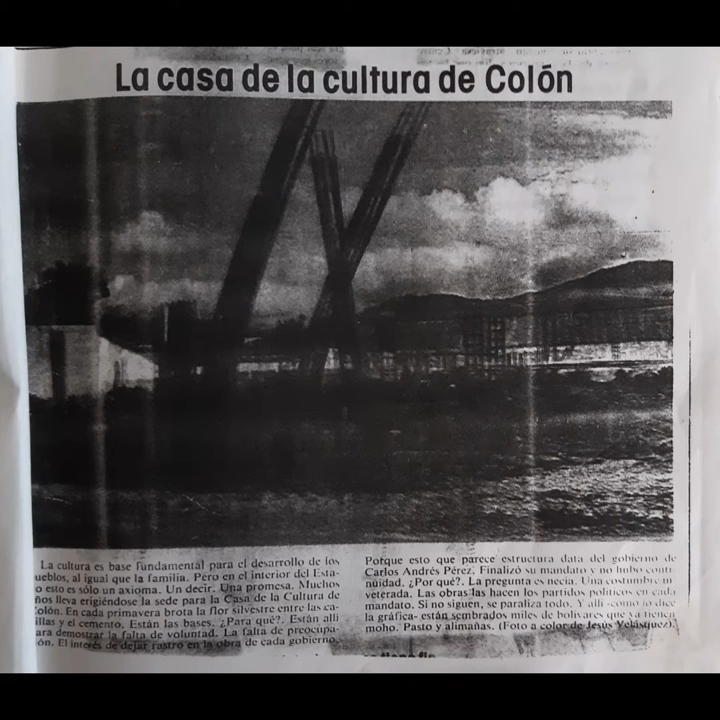 La casa de la cultura de Colón
La cultura es base fundamental para el desarrollo de los
ueblos, al igual que la familia. Pero en el interior del Esta-
o esto es sólo un axioma. Un decir. Una promesa. Muchos
ños lleva erigiéndose la sede para la Casa de la Cultura de
olón. En cada primavera brota la flor silvestre entre las ca-
illas y el cemento. Están las bases. ¿Para qué?. Están allí
ara demostrar la falta de voluntad. La falta de preocupa-
ón. El interés de dejar rastro en la obra de cada gobierno.
Porque esto que parece estructura data del gobierno de
Carlos Andrés Pérez. Finalizó su mandato y no hubo conti-
nuidad. ¿Por qué?. La pregunta es necia. Una costumbre in
veterada. Las obras las hacen los partidos políticos en cada
mandato. Si no siguen, se paraliza todo. Y allí -como lo dice
la gráfica- están sembrados miles de bolívares que ya tienen
moho. Pasto y alimañas. (Foto a color de Jesús Velásquez).